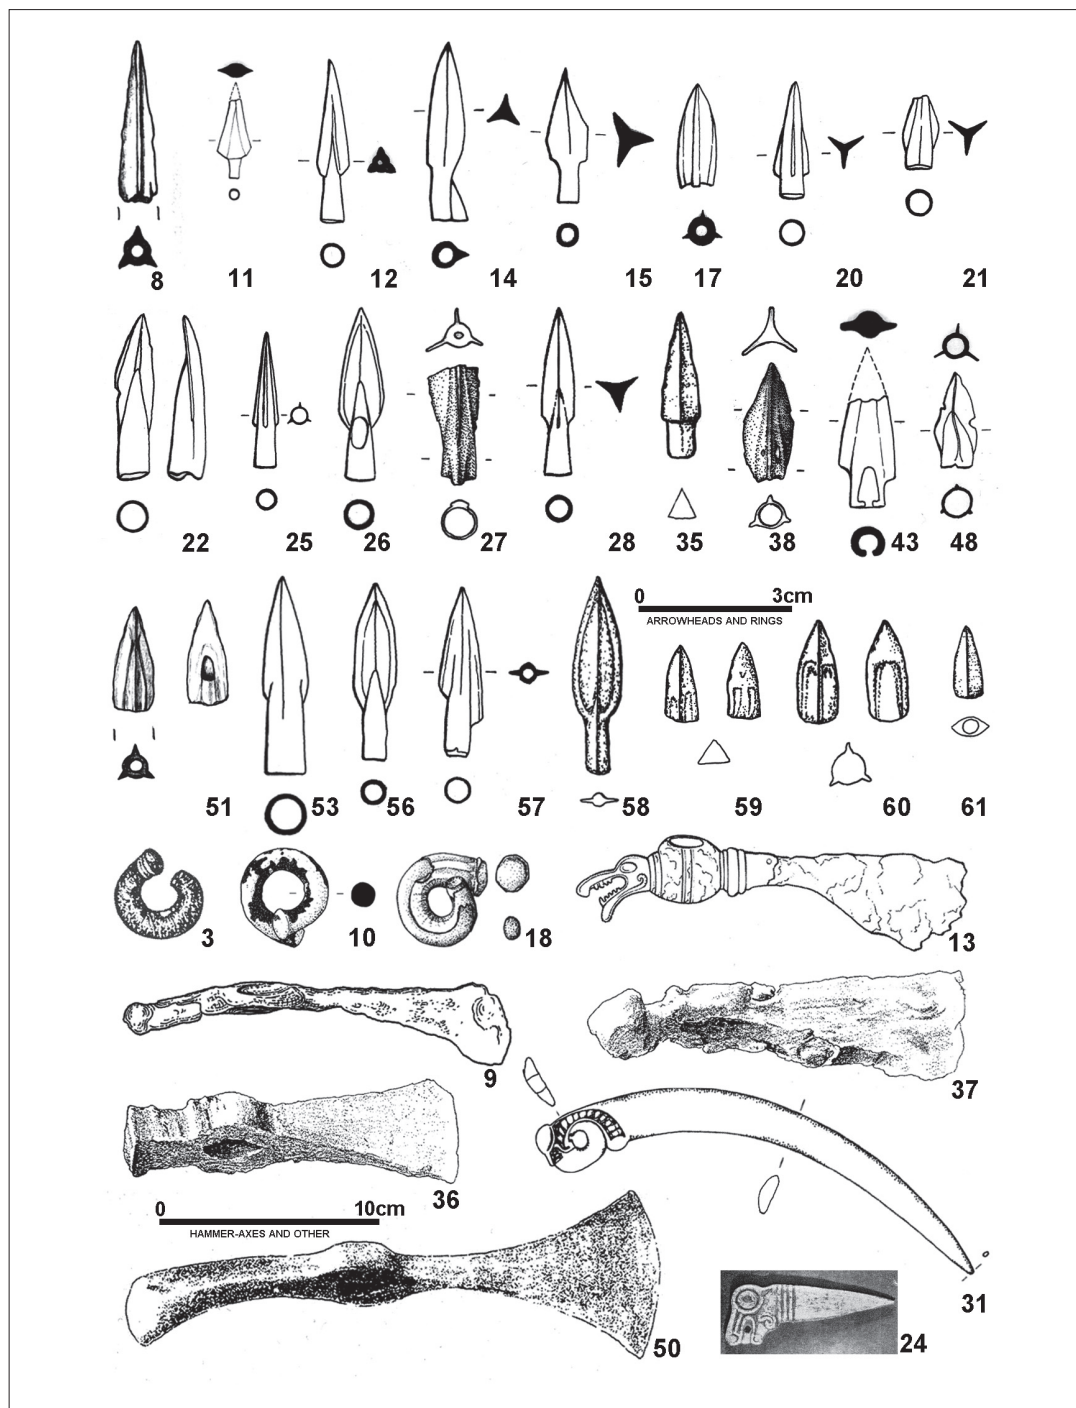 8 11 12 14 15 17 20 21
22 25 26 27 28 35 38 43 48
0 3cm
ARROWHEADS AND RINGS
51 53 56 57 58 59 60 61
3 10 18 13
9 37
36
0 10cm
HAMMER-AXES AND OTHER
31
50 24